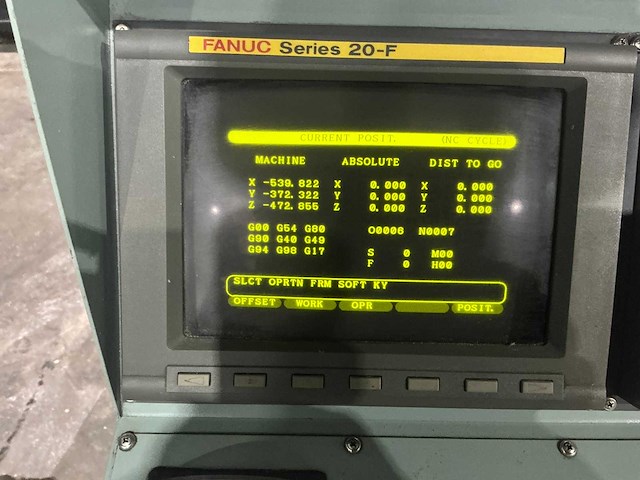 FANUC Series 20-F
CURRENT POSIT. (NC CYCLE)
MACHINE ABSOLUTE DIST TO GO
X -539.822 X 0.000 X 0.000
Y -372.322 Y 0.000 Y 0.000
Z -472.855 Z 0.000 Z 0.000
G00 G54 G80 O0008 N0007
G90 G40 G49
G94 G98 G17
S 0 M00
F 0 H00
SLCT OPRTN FRM SOFT KY
OFFSET WORK OPR POSIT.